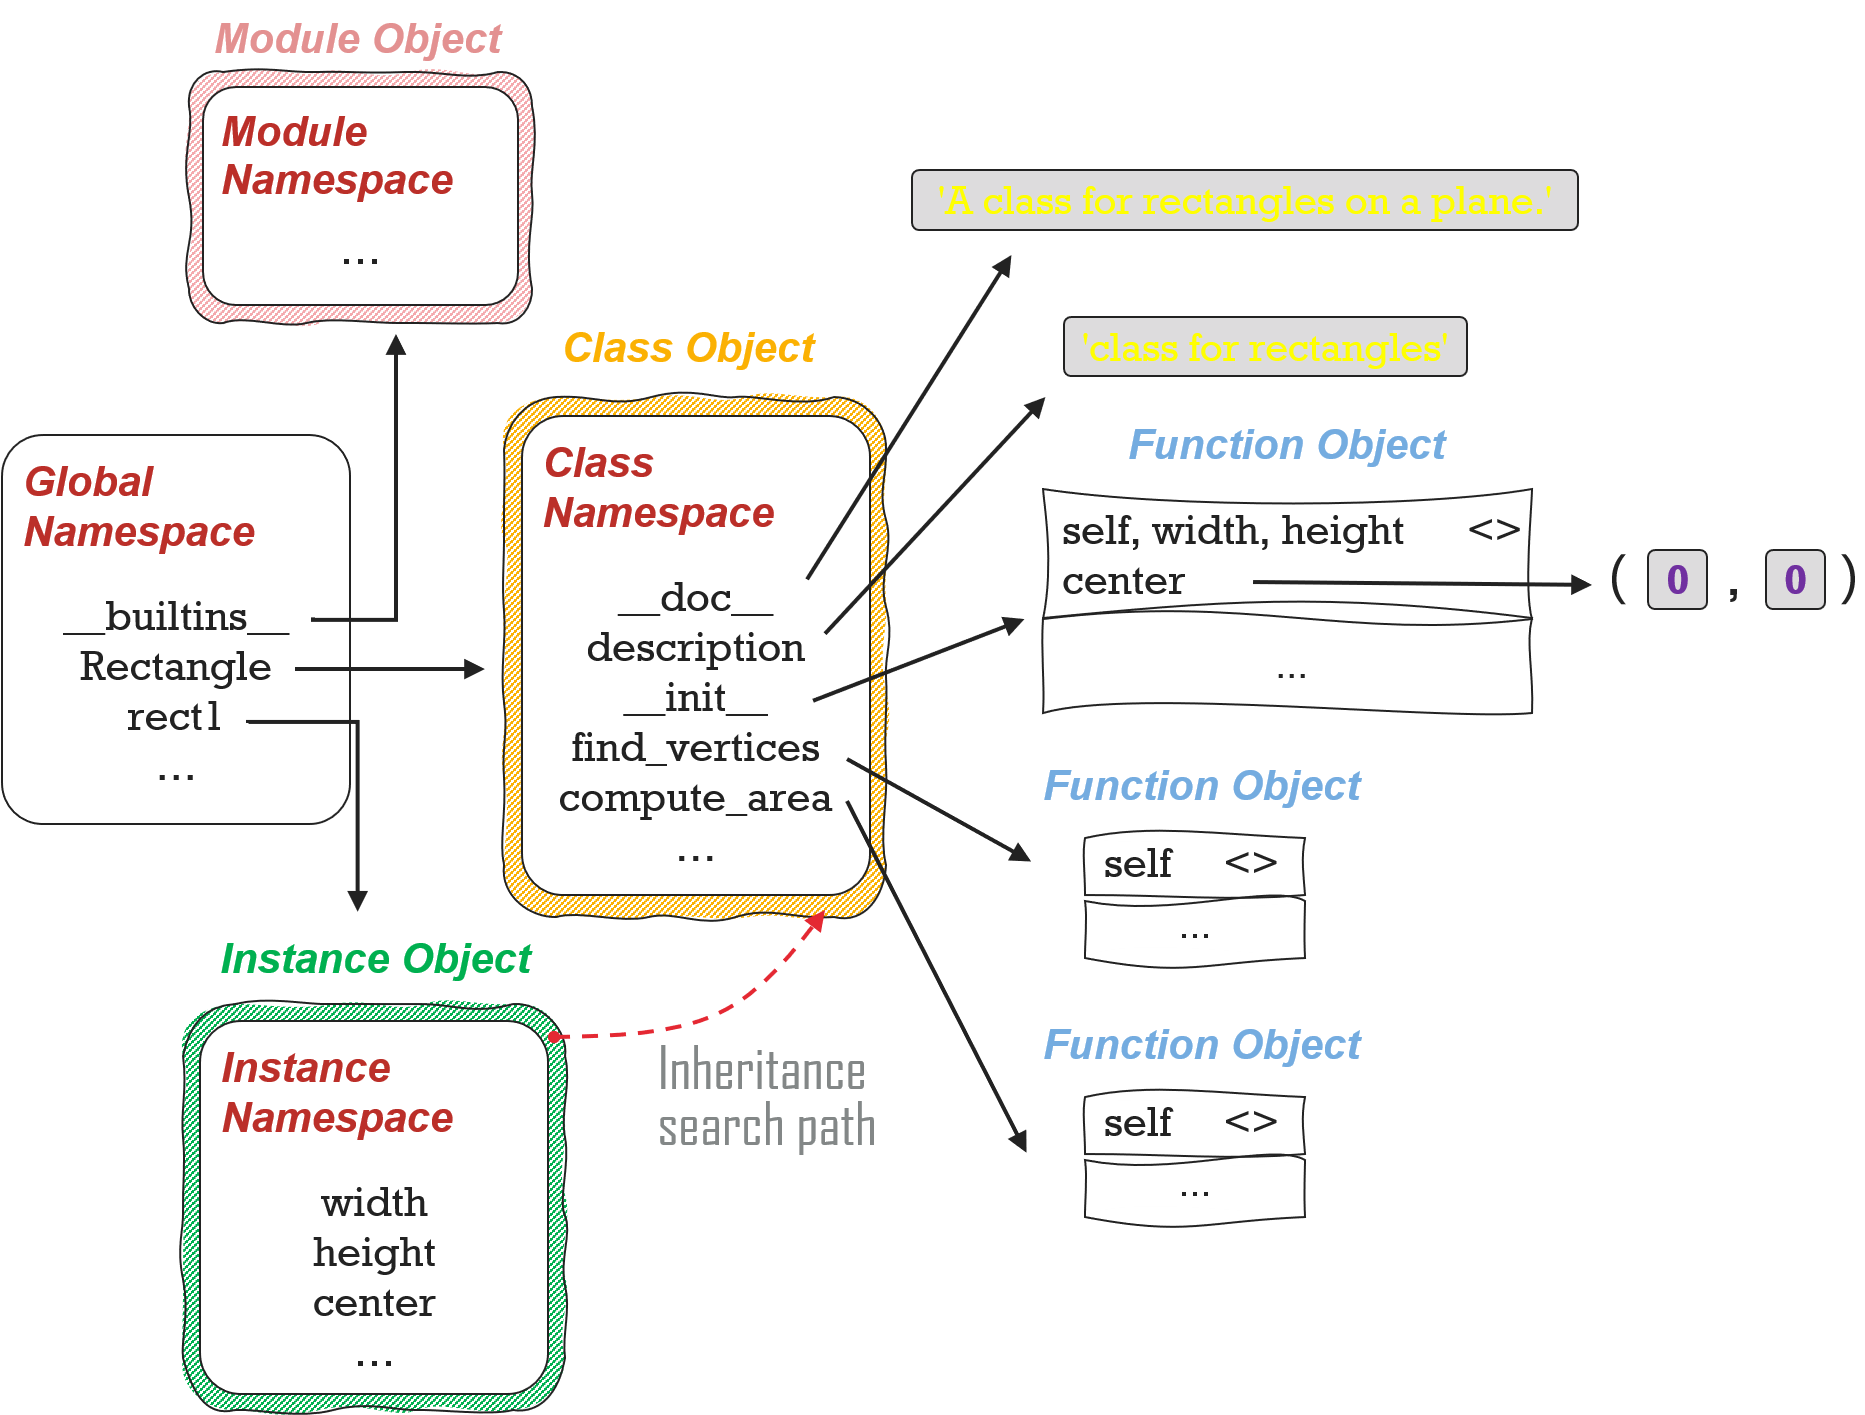 Module Object
Module
Namespace
...
Global
Namespace
__builtins__
Rectangle
rect1
...
Class Object
Class
Namespace
__doc__
description
__init__
find_vertices
compute_area
...
'A class for rectangles on a plane.'
'class for rectangles'
Function Object
self, width, height <>
center
...
( 0 , 0 )
Function Object
self <>
...
Function Object
self <>
...
Instance Object
Instance
Namespace
width
height
center
...
Inheritance
search path